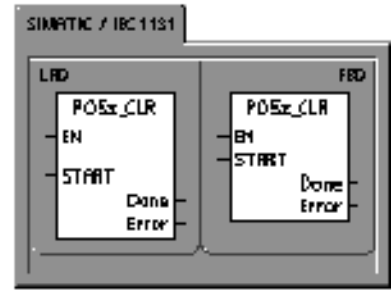 SIMATIC / IEC 1131
LAD
FBD
POSx_CLR
EN
START
Done
Error
POSx_CLR
EN
START
Done
Error